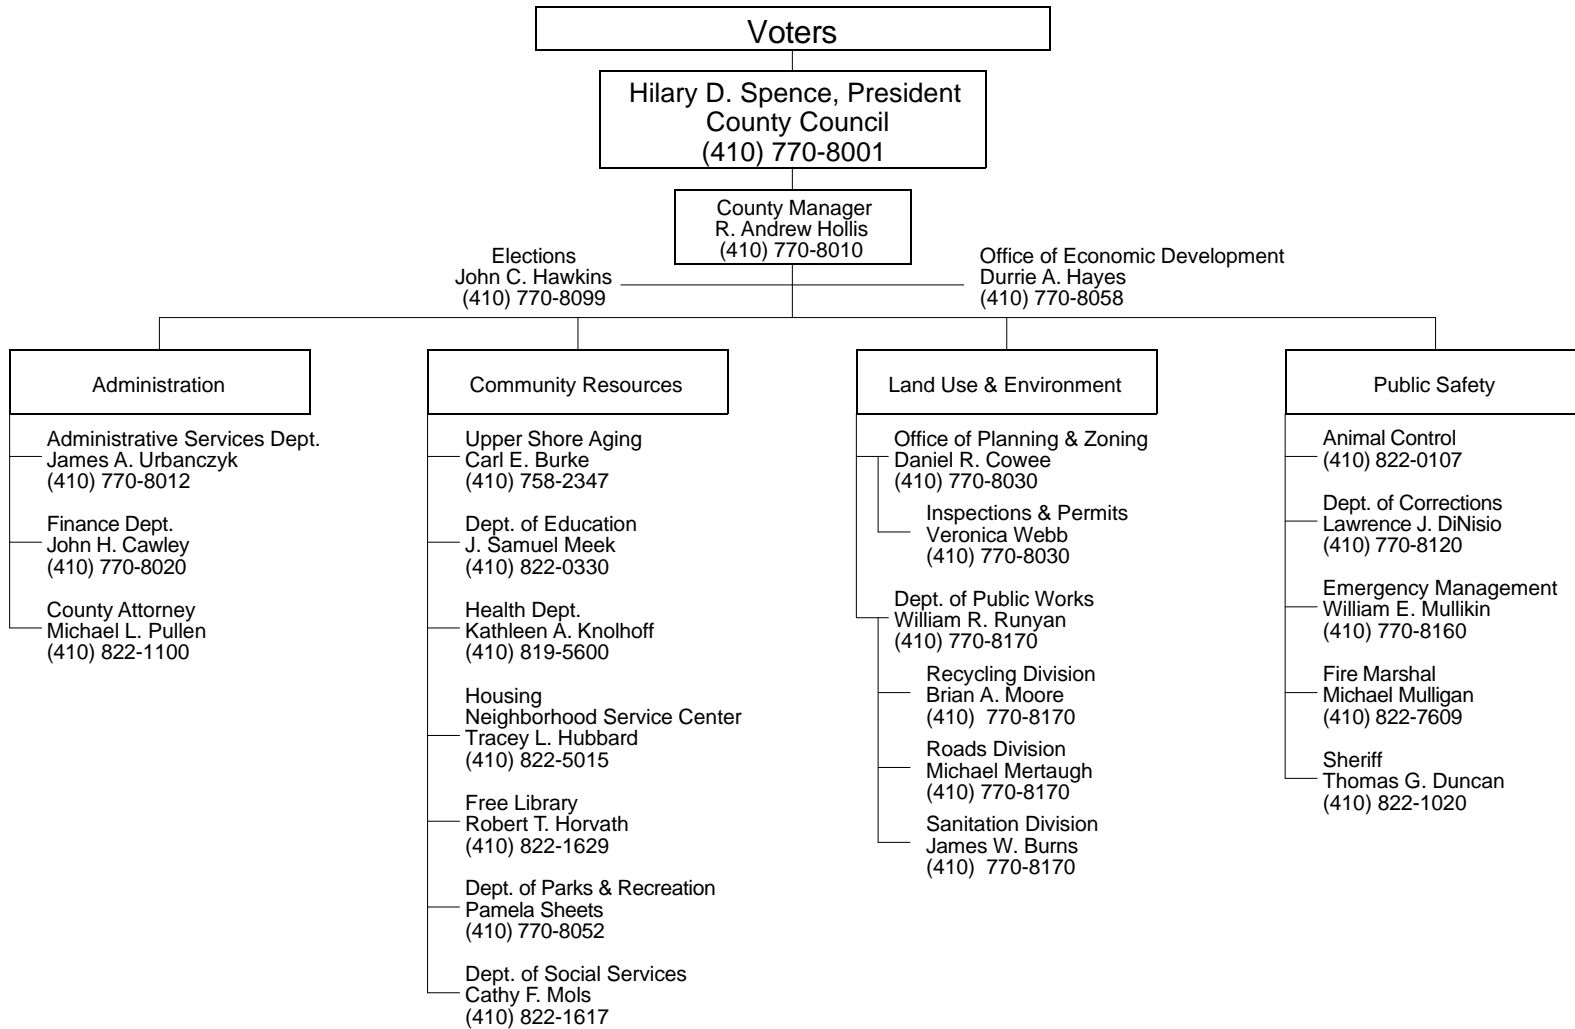 Voters
Hilary D. Spence, President
County Council
(410) 770-8001
County Manager
R. Andrew Hollis
(410) 770-8010
Elections
John C. Hawkins
(410) 770-8099
Office of Economic Development
Durrie A. Hayes
(410) 770-8058
Administration
Administrative Services Dept.
James A. Urbanczyk
(410) 770-8012
Finance Dept.
John H. Cawley
(410) 770-8020
County Attorney
Michael L. Pullen
(410) 822-1100
Community Resources
Upper Shore Aging
Carl E. Burke
(410) 758-2347
Dept. of Education
J. Samuel Meek
(410) 822-0330
Health Dept.
Kathleen A. Knolhoff
(410) 819-5600
Housing
Neighborhood Service Center
Tracey L. Hubbard
(410) 822-5015
Free Library
Robert T. Horvath
(410) 822-1629
Dept. of Parks & Recreation
Pamela Sheets
(410) 770-8052
Dept. of Social Services
Cathy F. Mols
(410) 822-1617
Land Use & Environment
Office of Planning & Zoning
Daniel R. Cowee
(410) 770-8030
Inspections & Permits
Veronica Webb
(410) 770-8030
Dept. of Public Works
William R. Runyan
(410) 770-8170
Recycling Division
Brian A. Moore
(410) 770-8170
Roads Division
Michael Mertaugh
(410) 770-8170
Sanitation Division
James W. Burns
(410) 770-8170
Public Safety
Animal Control
(410) 822-0107
Dept. of Corrections
Lawrence J. DiNisio
(410) 770-8120
Emergency Management
William E. Mullikin
(410) 770-8160
Fire Marshal
Michael Mulligan
(410) 822-7609
Sheriff
Thomas G. Duncan
(410) 822-1020